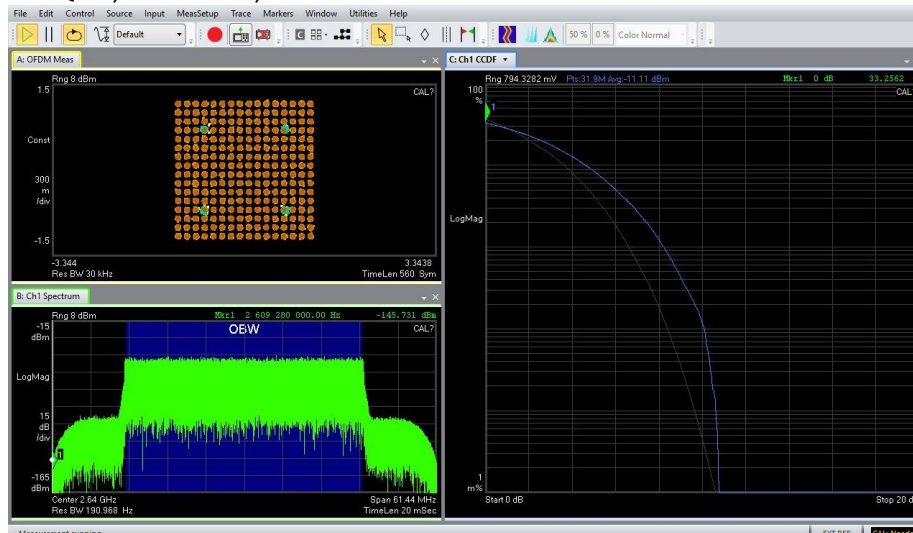 File Edit Control Source Input MeasSetup Trace Markers Window Utilities Help
Default
50 % 0 % Color Normal
A: OFDM Meas
Rng 8 dBm
1.5
CAL?
Const
300
m
/div
-1.5
-3.344
3.3438
Res BW 30 kHz
TimeLen 560 Sym
B: Ch1 Spectrum
Rng 8 dBm
Mkr1 2 609 280 000.00 Hz -145.731 dBm
-15
dBm
OBW
CAL?
LogMag
15
dB
/div
1
-165
dBm
Center 2.64 GHz
Span 61.44 MHz
Res BW 190.968 Hz
TimeLen 20 mSec
C: Ch1 CCDF
Rng 794.3282 mV Pts:31.9M Avg:-11.11 dBm Mkr1 0 dB 33.2562
100
%
CAL
1
LogMag
1
m%
Start 0 dB
Stop 20 d